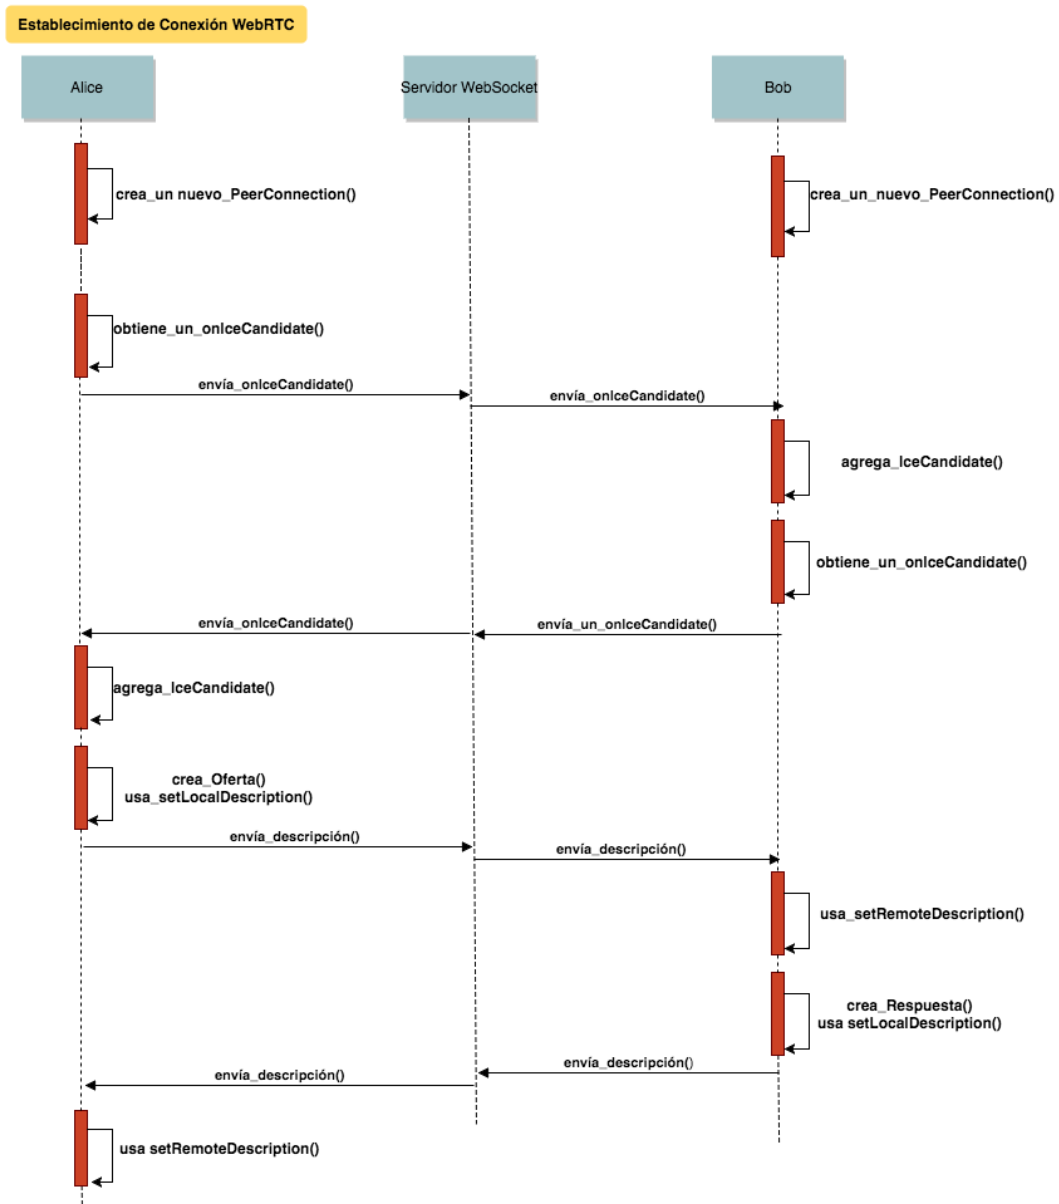 Establecimiento de Conexión WebRTC
Alice
Servidor WebSocket
Bob
crea_un nuevo_PeerConnection()
crea_un_nuevo_PeerConnection()
obtiene_un_onIceCandidate()
envía_onIceCandidate()
envía_onIceCandidate()
agrega_IceCandidate()
obtiene_un_onIceCandidate()
envía_onIceCandidate()
envía_un_onIceCandidate()
agrega_IceCandidate()
crea_Oferta()
usa_setLocalDescription()
envía_descripción()
envía_descripción()
usa_setRemoteDescription()
crea_Respuesta()
usa setLocalDescription()
envía_descripción()
envía_descripción()
usa setRemoteDescription()